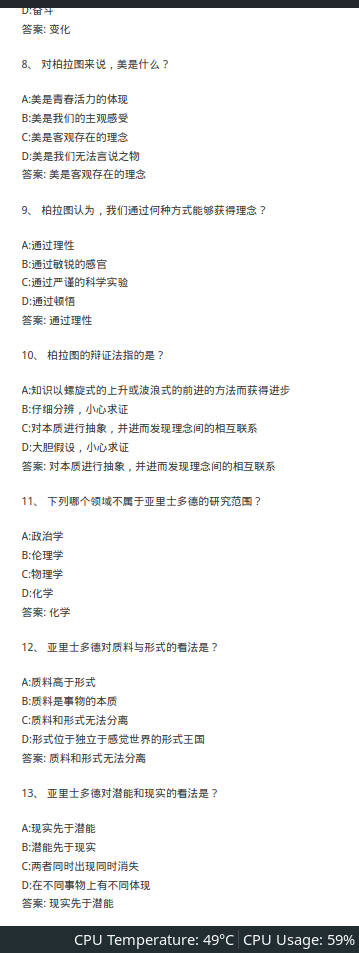 D:奋斗
答案: 变化
8、 对柏拉图来说，美是什么？
A:美是青春活力的体现
B:美是我们的主观感受
C:美是客观存在的理念
D:美是我们无法言说之物
答案: 美是客观存在的理念
9、 柏拉图认为，我们通过何种方式能够获得理念？
A:通过理性
B:通过敏锐的感官
C:通过严谨的科学实验
D:通过顿悟
答案: 通过理性
10、 柏拉图的辩证法指的是？
A:知识以螺旋式的上升或波浪式的前进的方法而获得进步
B:仔细分辨，小心求证
C:对本质进行抽象，并进而发现理念间的相互联系
D:大胆假设，小心求证
答案: 对本质进行抽象，并进而发现理念间的相互联系
11、 下列哪个领域不属于亚里士多德的研究范围？
A:政治学
B:伦理学
C:物理学
D:化学
答案: 化学
12、 亚里士多德对质料与形式的看法是？
A:质料高于形式
B:质料是事物的本质
C:质料和形式无法分离
D:形式位于独立于感觉世界的形式王国
答案: 质料和形式无法分离
13、 亚里士多德对潜能和现实的看法是？
A:现实先于潜能
B:潜能先于现实
C:两者同时出现同时消失
D:在不同事物上有不同体现
答案: 现实先于潜能
CPU Temperature: 49°C CPU Usage: 59%